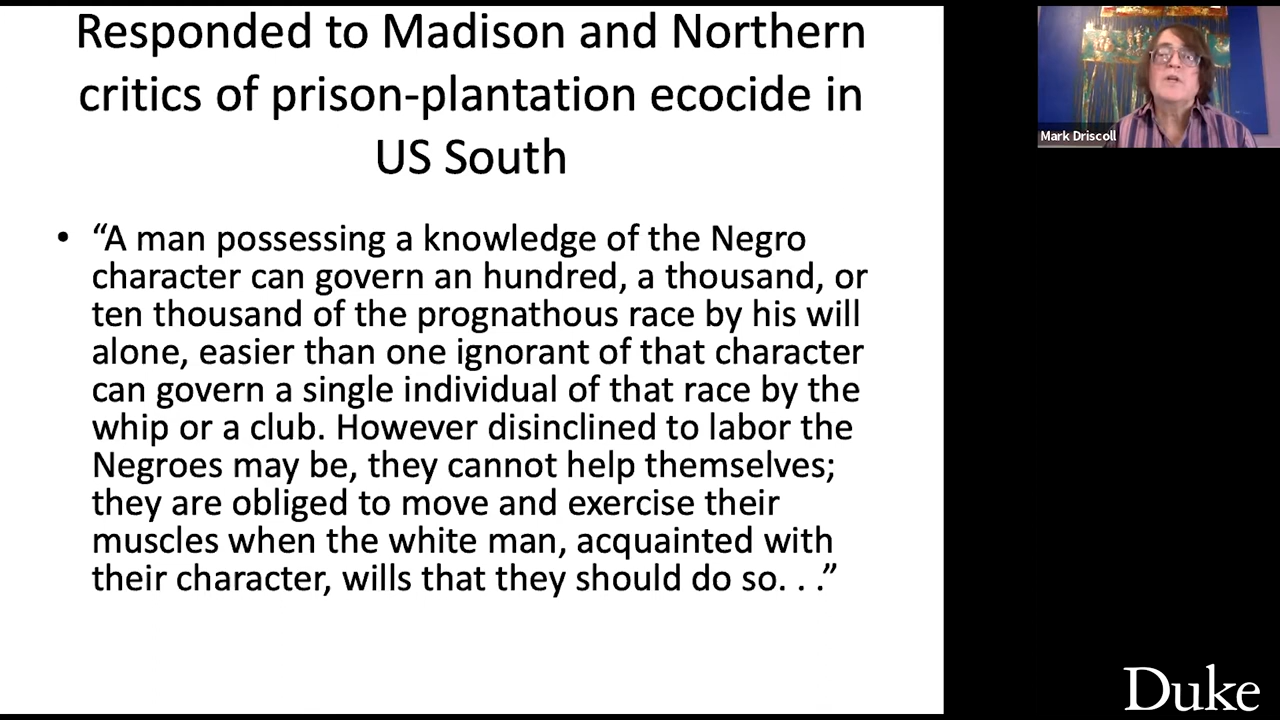 Responded to Madison and Northern
critics of prison-plantation ecocide in
US South
• “A man possessing a knowledge of the Negro
character can govern an hundred, a thousand, or
ten thousand of the prognathous race by his will
alone, easier than one ignorant of that character
can govern a single individual of that race by the
whip or a club. However disinclined to labor the
Negroes may be, they cannot help themselves;
they are obliged to move and exercise their
muscles when the white man, acquainted with
their character, wills that they should do so. . .”
Mark Driscoll
Duke